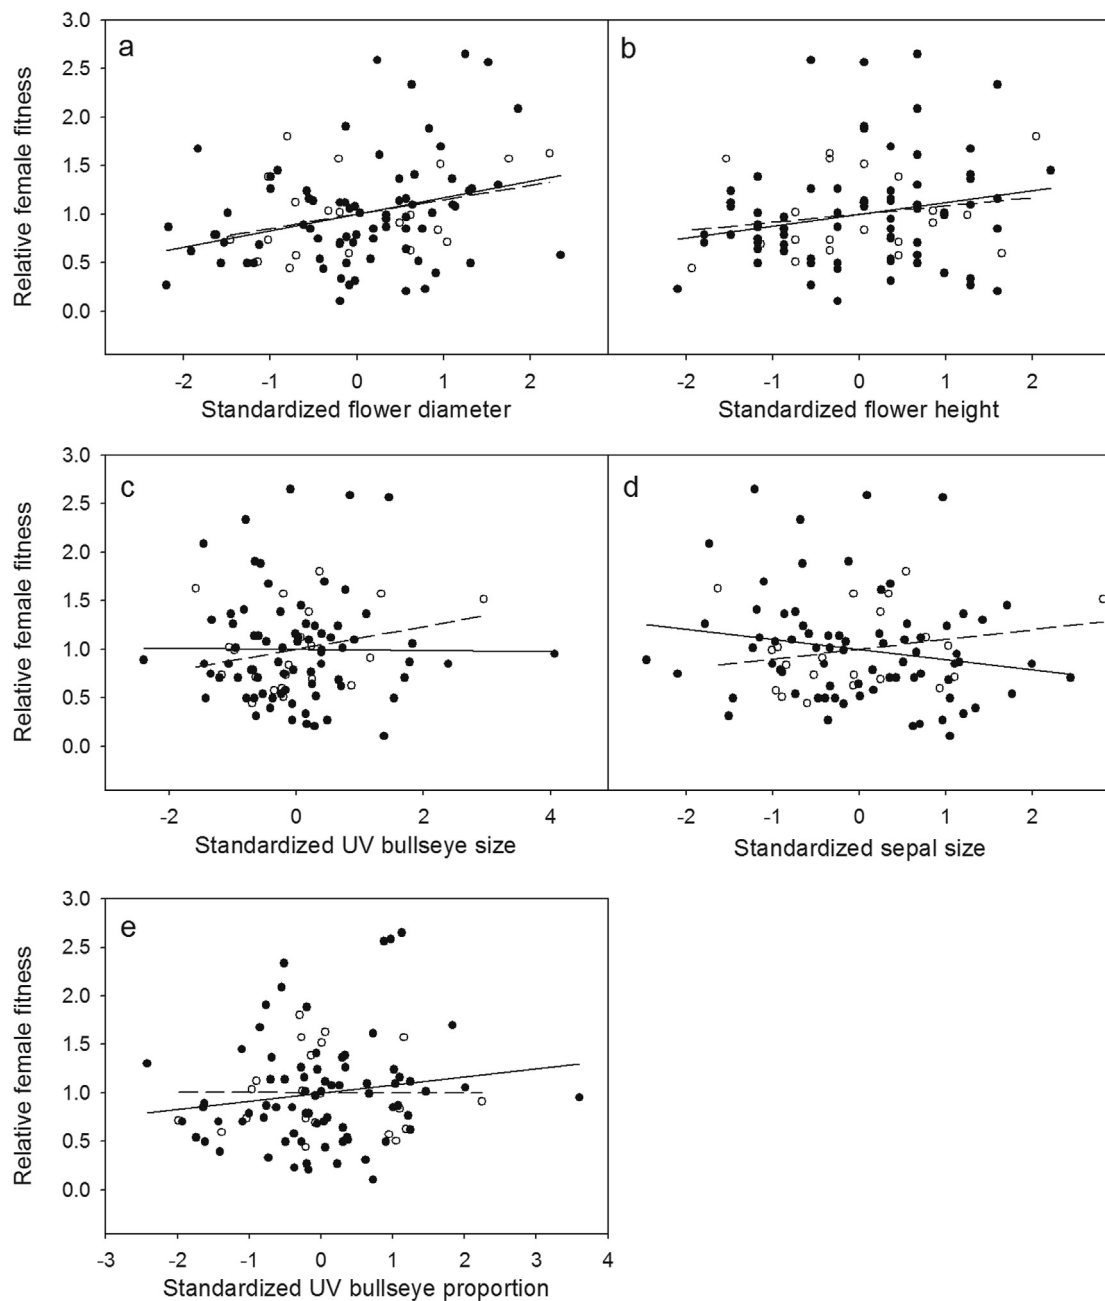 3.0
a
b
2.5
2.0
1.5
1.0
0.5
0.0
Relative female fitness
-2 -1 0 1 2 -2 -1 0 1 2
Standardized flower diameter Standardized flower height
3.0
c
d
2.5
2.0
1.5
1.0
0.5
0.0
Relative female fitness
-2 0 2 4 -2 -1 0 1 2
Standardized UV bullseye size Standardized sepal size
3.0
e
2.5
2.0
1.5
1.0
0.5
0.0
Relative female fitness
-3 -2 -1 0 1 2 3 4
Standardized UV bullseye proportion